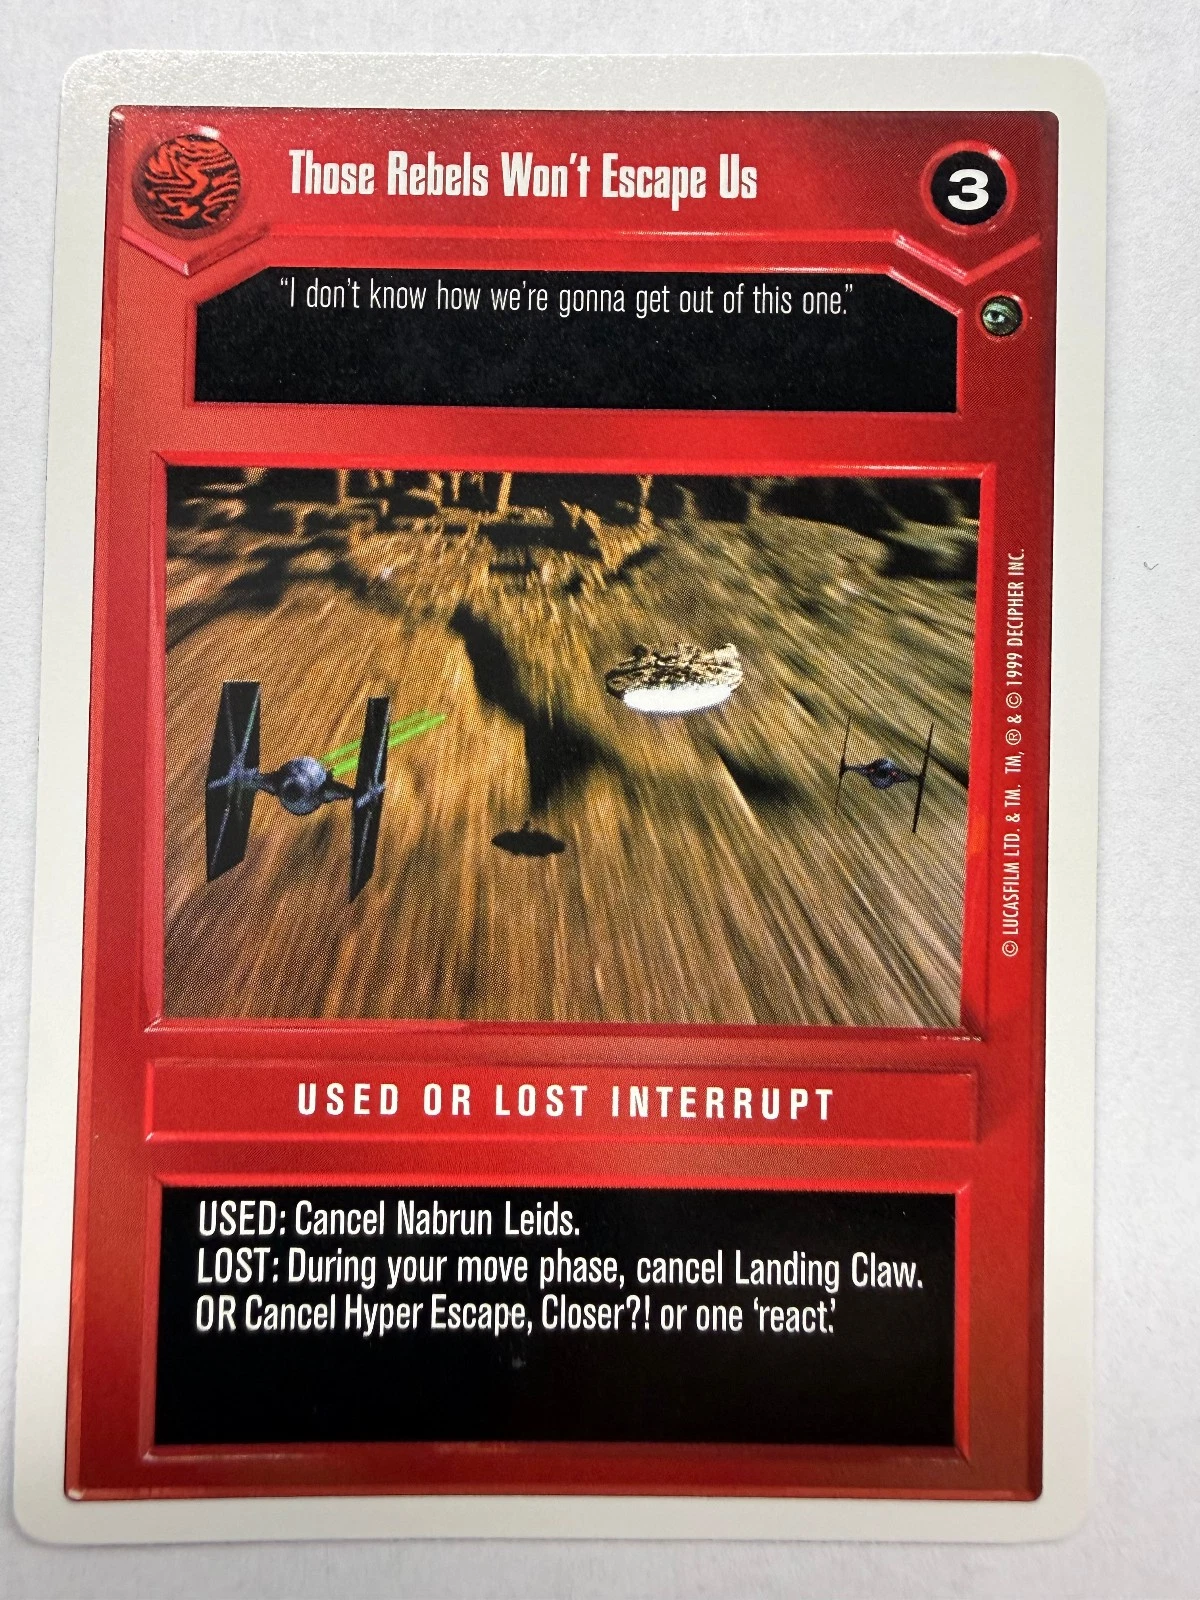 Those Rebels Won't Escape Us
3
“I don't know how we're gonna get out of this one.”
© LUCASFILM LTD. & TM. TM, ® & © 1999 DECIPHER INC.
USED OR LOST INTERRUPT
USED: Cancel Nabrun Leids.
LOST: During your move phase, cancel Landing Claw.
OR Cancel Hyper Escape, Closer?! or one ‘react.’